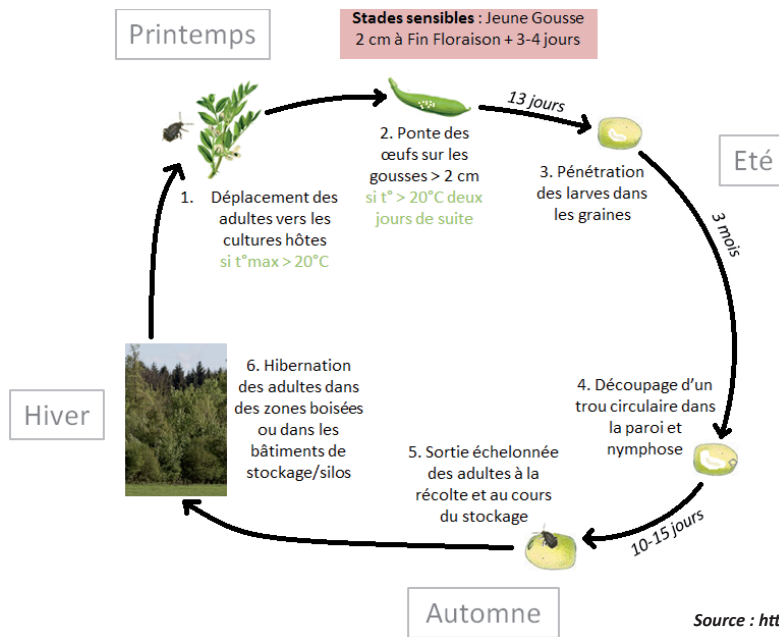 Printemps
Stades sensibles : Jeune Gousse
2 cm à Fin Floraison + 3-4 jours
13 jours
2. Ponte des
œufs sur les
gousses > 2 cm
si t° > 20°C deux
jours de suite
1. Déplacement des
adultes vers les
cultures hôtes
si t°max > 20°C
3. Pénétration
des larves dans
les graines
Eté
3 mois
4. Découpage d'un
trou circulaire dans
la paroi et
nymphose
10-15 jours
5. Sortie échelonnée
des adultes à la
récolte et au cours
du stockage
Automne
6. Hibernation
des adultes dans
des zones boisées
ou dans les
bâtiments de
stockage/silos
Hiver
Source : htt